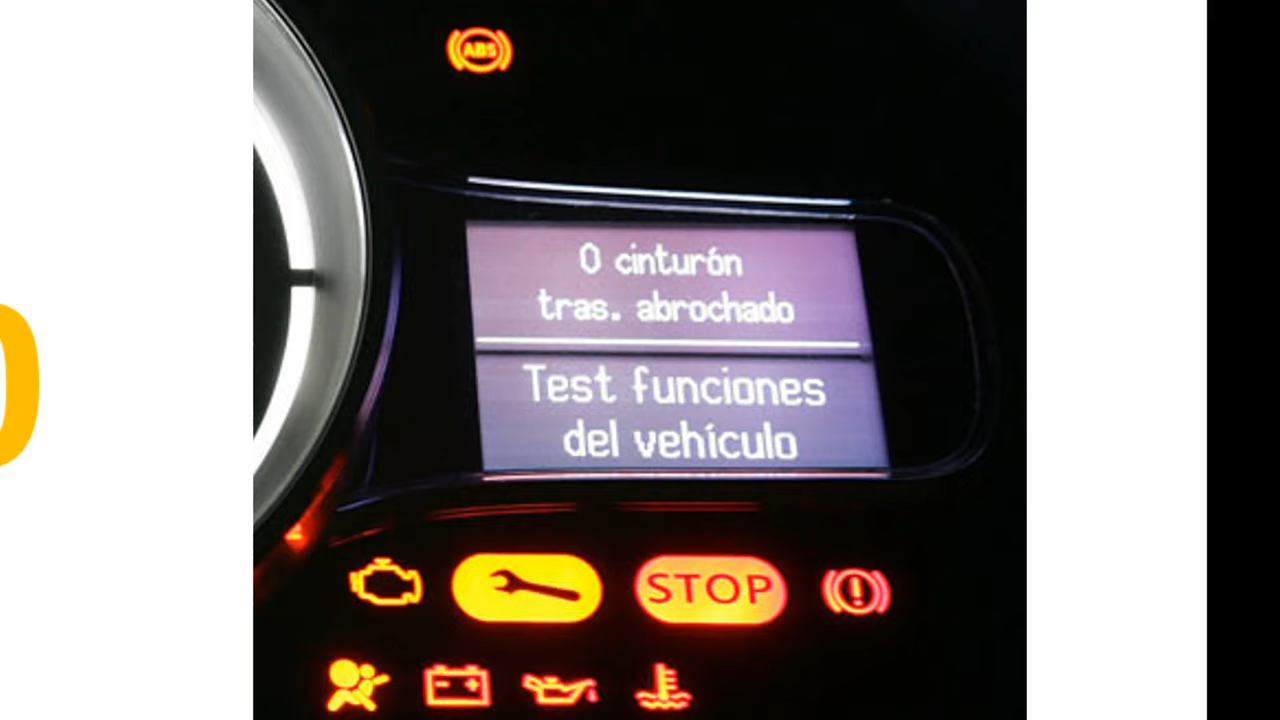 ABS
0 cinturón
tras. abrochado
Test funciones
del vehículo
STOP